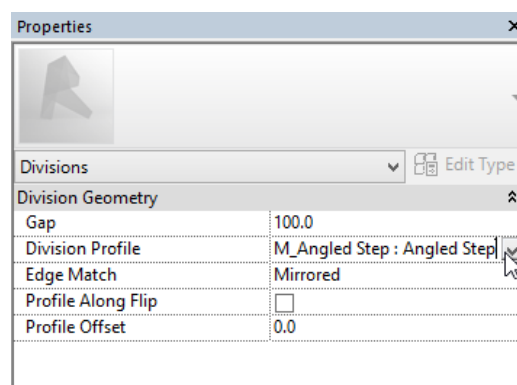 Properties
Divisions Edit Type
Division Geometry
Gap 100.0
Division Profile M_Angled Step : Angled Step
Edge Match Mirrored
Profile Along Flip
Profile Offset 0.0